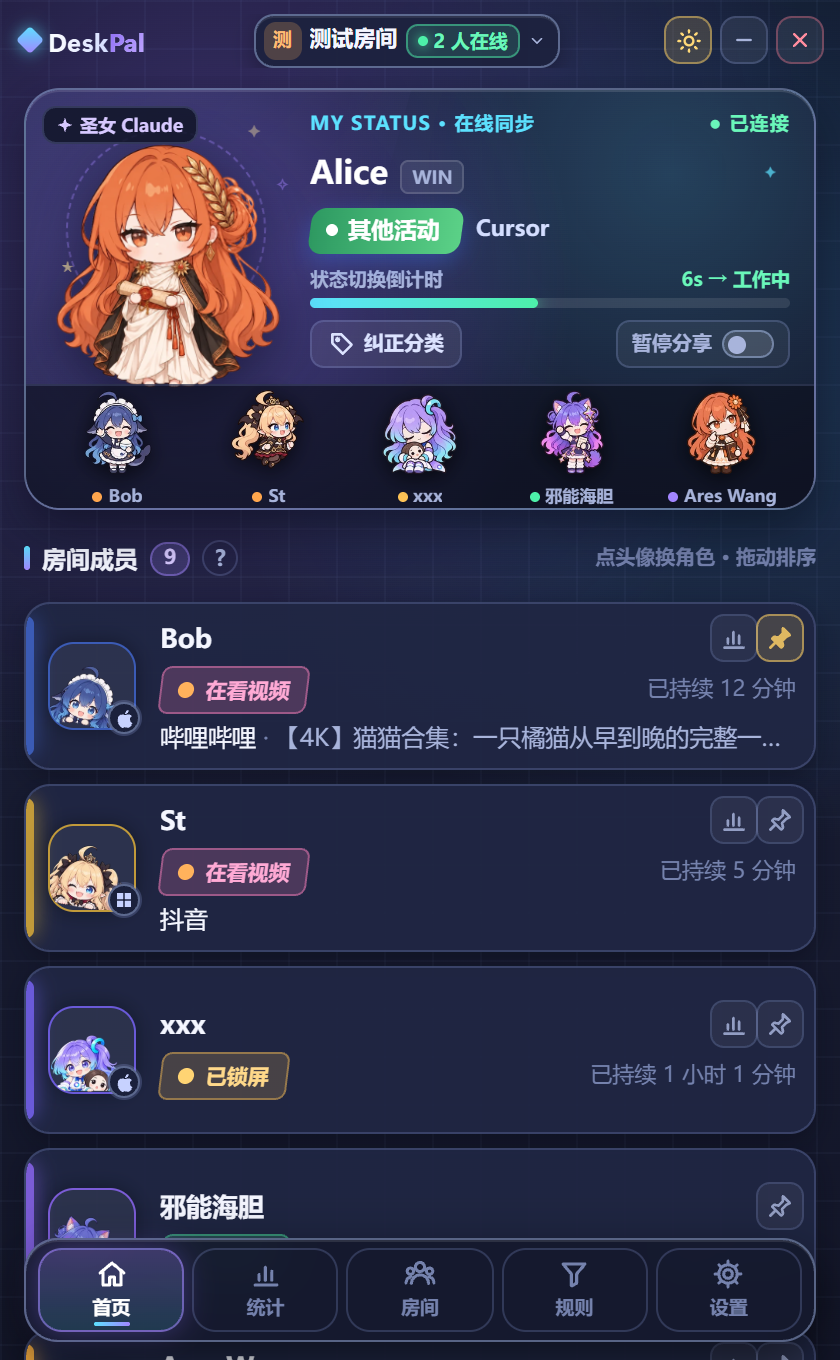 DeskPal
测 测试房间 2 人在线
圣女 Claude
MY STATUS • 在线同步
已连接
Alice WIN
其他活动 Cursor
状态切换倒计时
6s → 工作中
纠正分类
暂停分享
Bob
St
xxx
邪能海胆
Ares Wang
房间成员 9 ?
点头像换角色 • 拖动排序
Bob
在看视频
已持续 12 分钟
哔哩哔哩 · 【4K】猫猫合集：一只橘猫从早到晚的完整一...
St
在看视频
已持续 5 分钟
抖音
xxx
已锁屏
已持续 1 小时 1 分钟
邪能海胆
首页
统计
房间
规则
设置